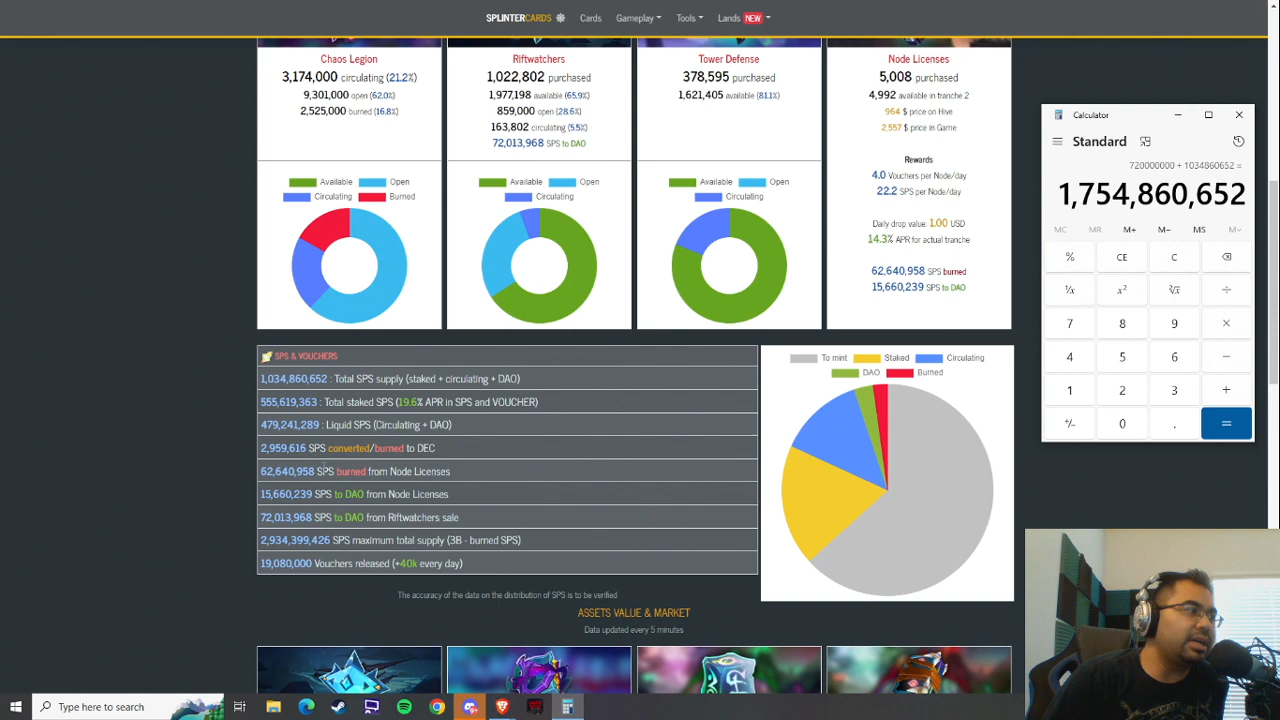 SPLINTERCARDS Cards Gameplay Tools Lands NEW
Chaos Legion
3,174,000 circulating (21.2%)
9,301,000 open (62.0%)
2,525,000 burned (16.8%)
Available Open
Circulating Burned
Riftwatchers
1,022,802 purchased
1,977,198 available (65.9%)
859,000 open (28.6%)
163,802 circulating (5.5%)
72,013,968 SPS to DAO
Available Open
Circulating
Tower Defense
378,595 purchased
1,621,405 available (81.1%)
Available Open
Circulating
Node Licenses
5,008 purchased
4,992 available in tranche 2
964 $ price on Hive
2,557 $ price in Game
Rewards
4.0 Vouchers per Node/day
22.2 SPS per Node/day
Daily drop value: 1.00 USD
14.3% APR for actual tranche
62,640,958 SPS burned
15,660,239 SPS to DAO
Calculator
Standard
720000000 + 1034860652 =
1,754,860,652
MC MR M+ M− MS M˅
% CE C
¹/x x² ²√x ÷
7 8 9 ×
4 5 6 −
1 2 3 +
+/− 0 . =
SPS & VOUCHERS
1,034,860,652 : Total SPS supply (staked + circulating + DAO)
555,619,363 : Total staked SPS (19.6% APR in SPS and VOUCHER)
479,241,289 : Liquid SPS (Circulating + DAO)
2,959,616 SPS converted/burned to DEC
62,640,958 SPS burned from Node Licenses
15,660,239 SPS to DAO from Node Licenses
72,013,968 SPS to DAO from Riftwatchers sale
2,934,399,426 SPS maximum total supply (3B - burned SPS)
19,080,000 Vouchers released (+40k every day)
To mint Staked Circulating
DAO Burned
The accuracy of the data on the distribution of SPS is to be verified
ASSETS VALUE & MARKET
Data updated every 5 minutes
Type here to search